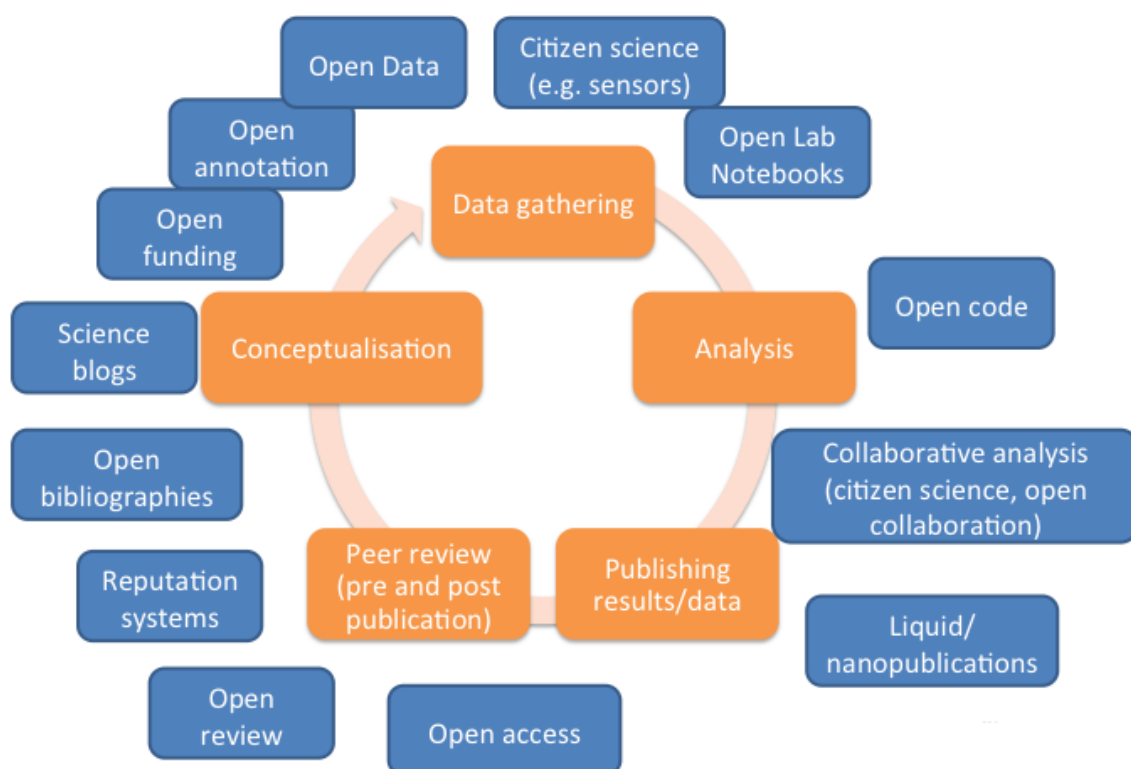 Open Data
Citizen science
(e.g. sensors)
Open
annotation
Open Lab
Notebooks
Data gathering
Open
funding
Open code
Science
blogs
Conceptualisation
Analysis
Open
bibliographies
Collaborative analysis
(citizen science, open
collaboration)
Peer review
(pre and post
publication)
Publishing
results/data
Reputation
systems
Liquid/
nanopublications
Open
review
Open access
...